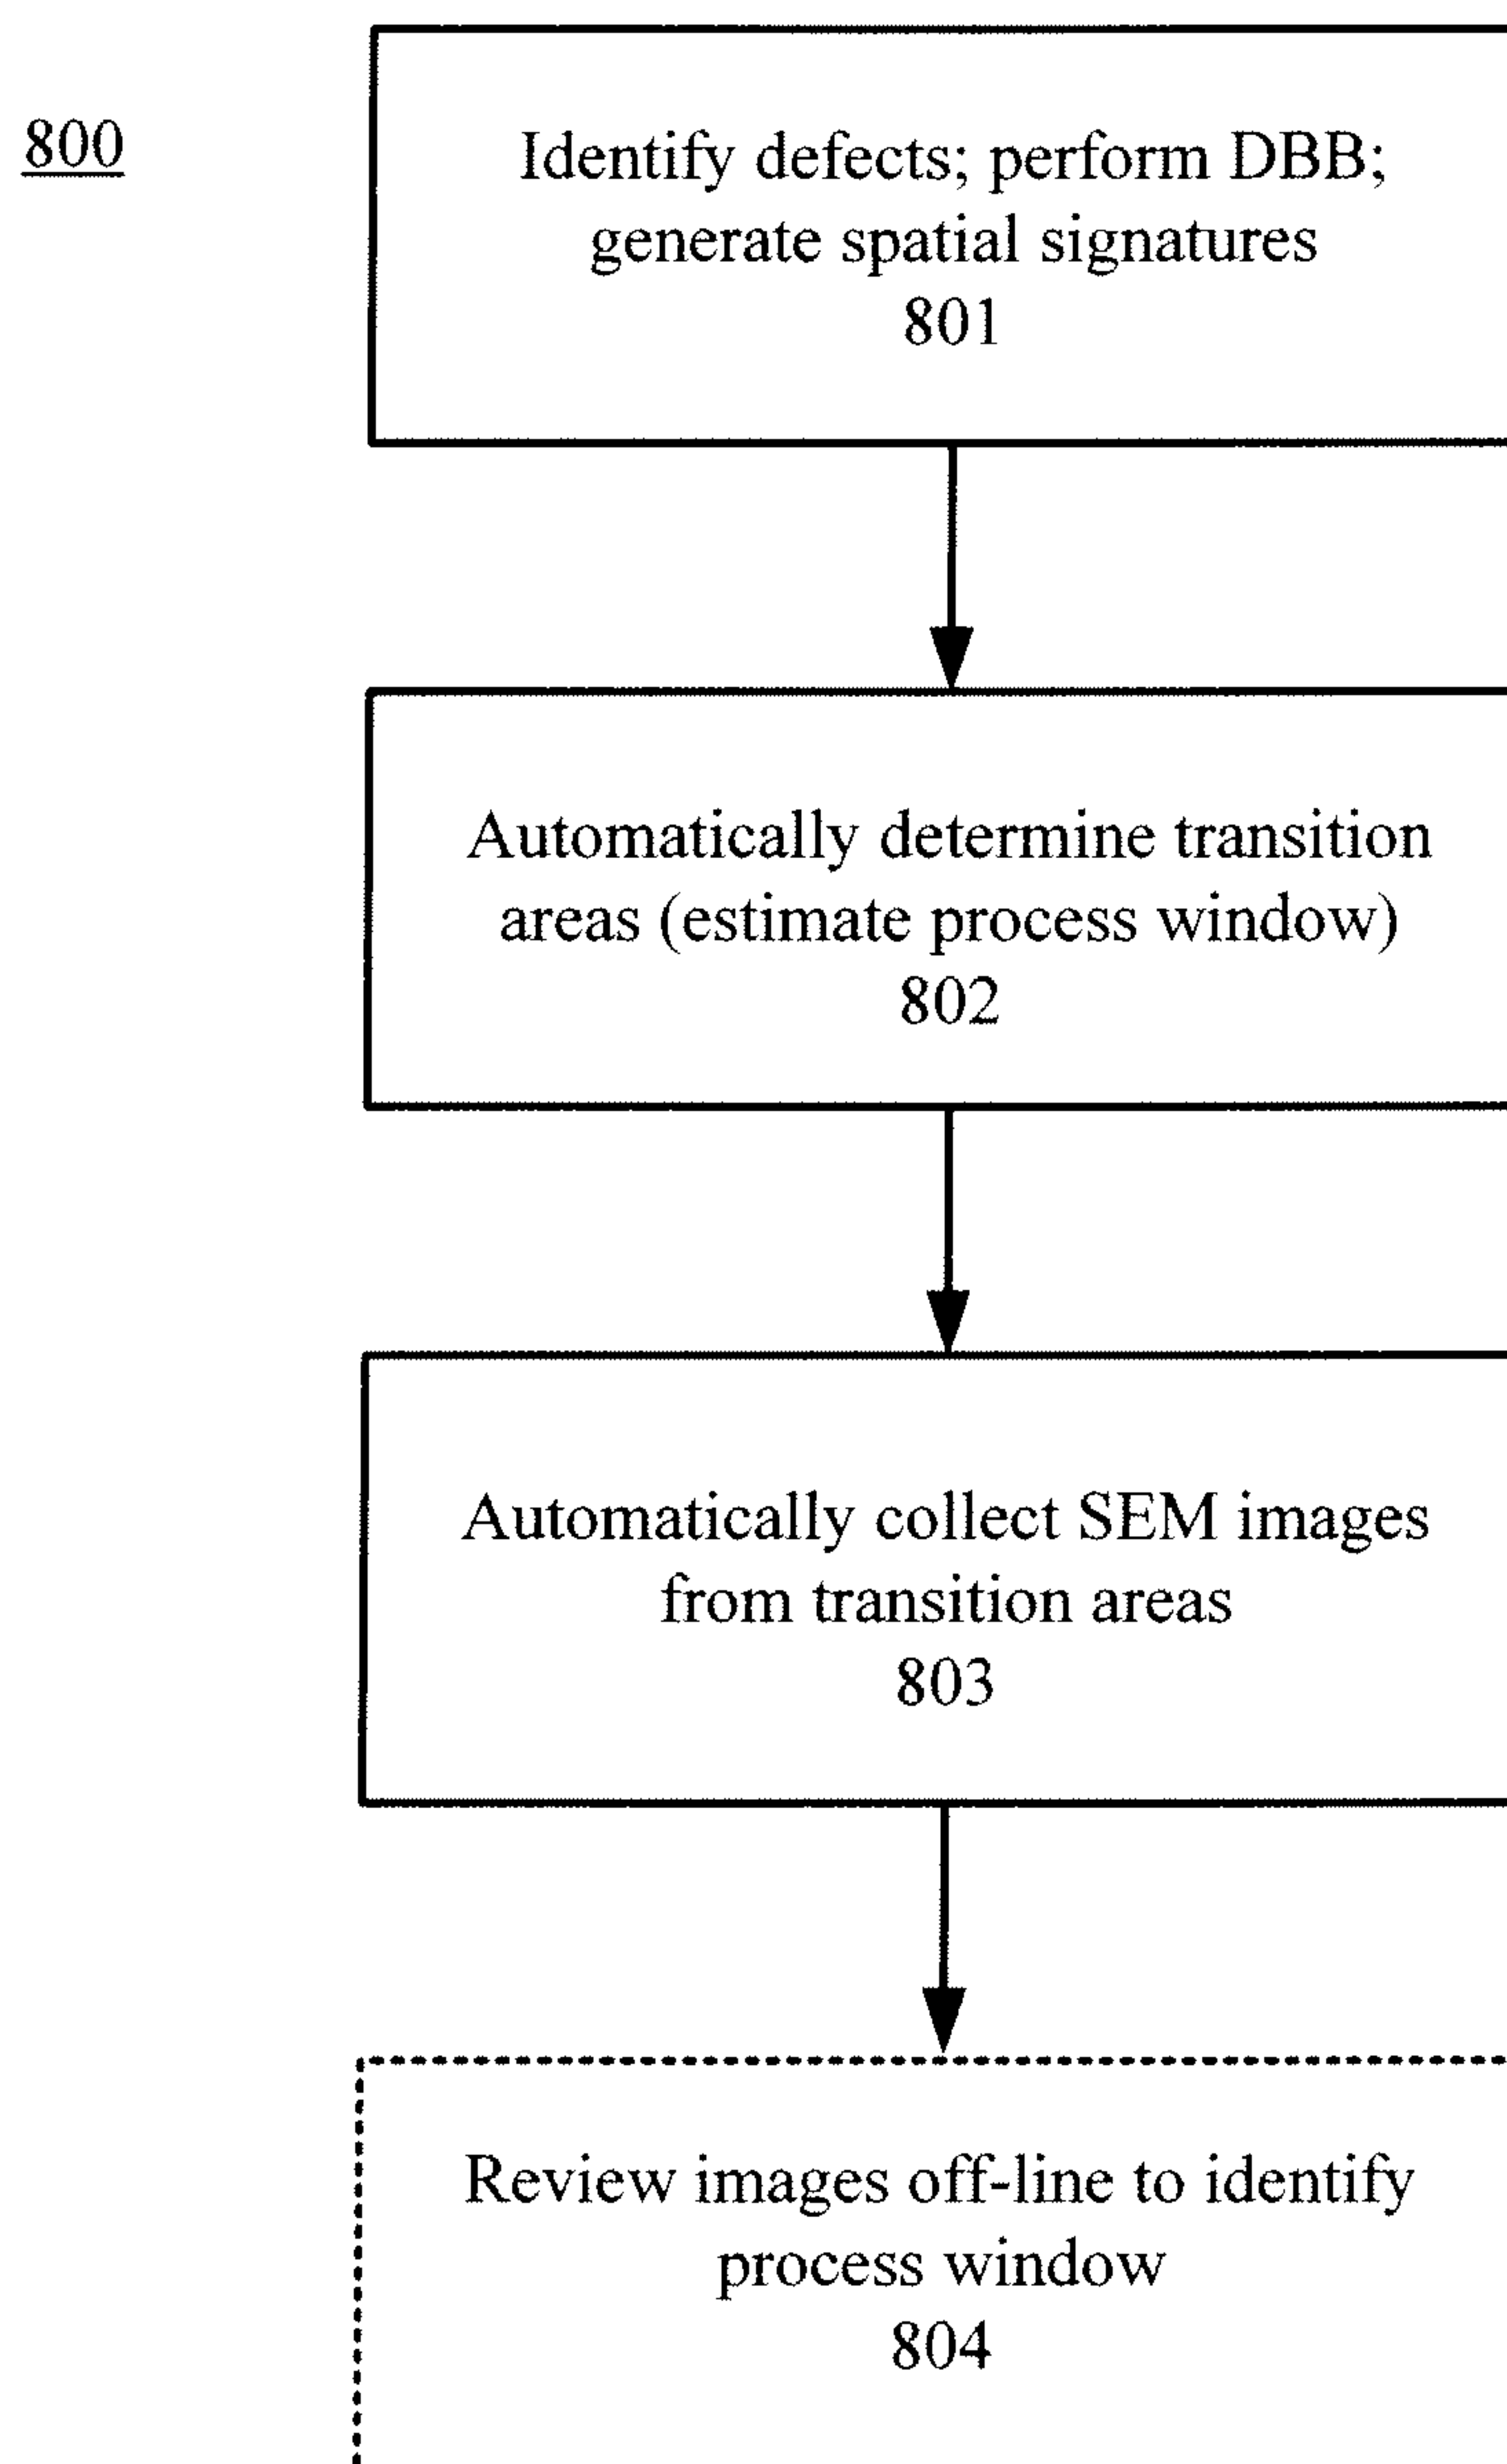 800
Identify defects; perform DBB;
generate spatial signatures
801
Automatically determine transition
areas (estimate process window)
802
Automatically collect SEM images
from transition areas
803
Review images off-line to identify
process window
804